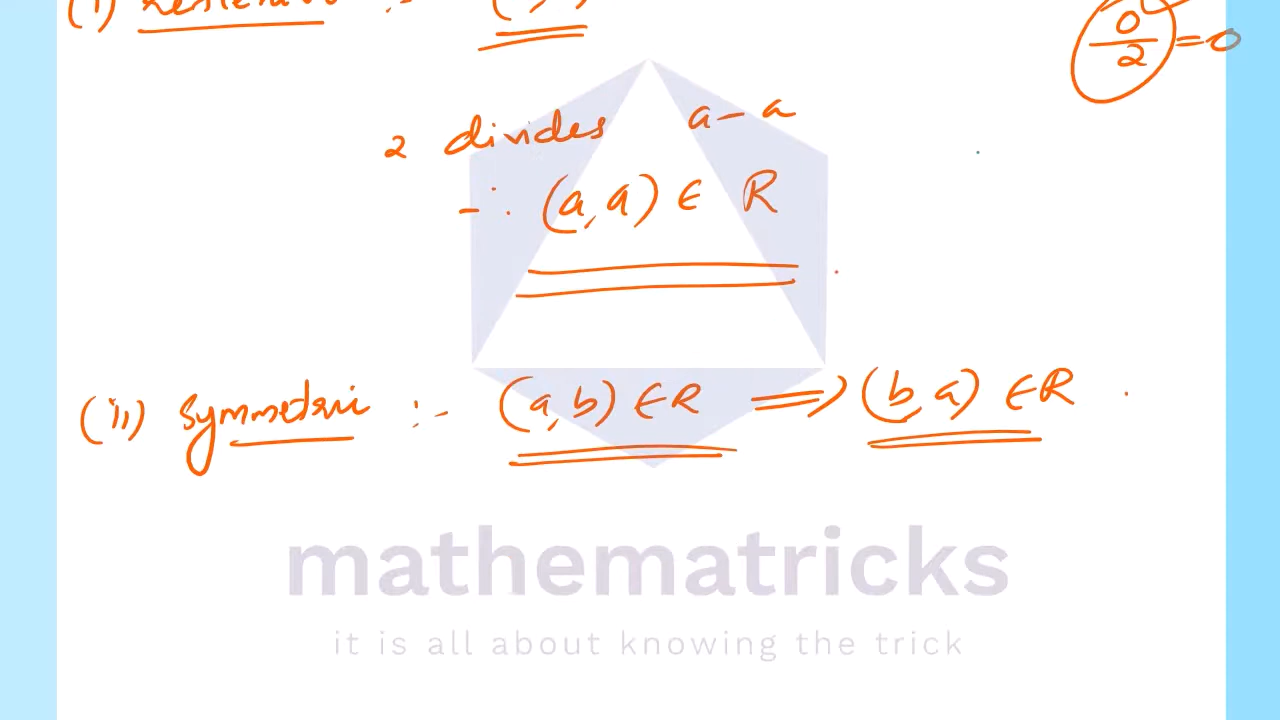 (i)
0/2 = 0
2 divides a - a
∴ (a, a) ∈ R
(ii) Symmetric :- (a, b) ∈ R ⟹ (b, a) ∈ R .
mathematricks
it is all about knowing the trick